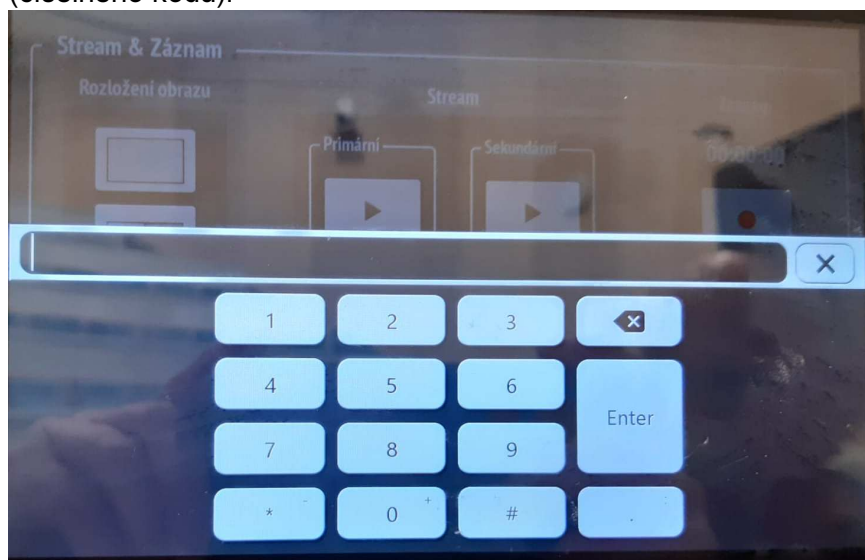 (číselného kódu).
Stream & Záznam
Rozložení obrazu
Stream
Primární
Sekundární
00:00:00
1 2 3
4 5 6
Enter
7 8 9
* -
0 +
#
.